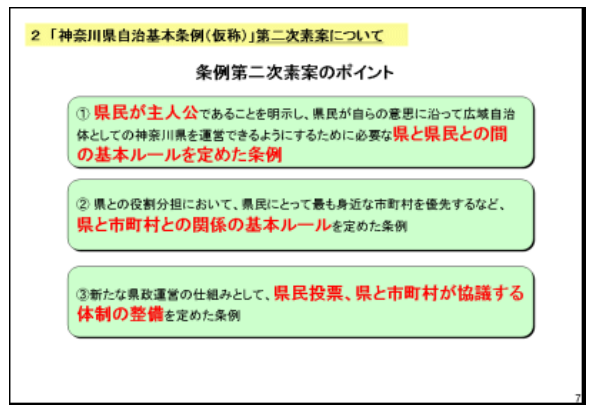 ２ 「神奈川県自治基本条例(仮称)」第二次素案について
条例第二次素案のポイント
① 県民が主人公であることを明示し、県民が自らの意思に沿って広域自治
体としての神奈川県を運営できるようにするために必要な県と県民との間
の基本ルールを定めた条例
② 県との役割分担において、県民にとって最も身近な市町村を優先するなど、
県と市町村との関係の基本ルールを定めた条例
③新たな県政運営の仕組みとして、県民投票、県と市町村が協議する
体制の整備を定めた条例
7